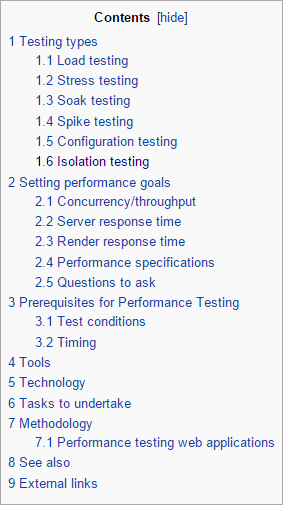 Contents [hide]
1 Testing types
1.1 Load testing
1.2 Stress testing
1.3 Soak testing
1.4 Spike testing
1.5 Configuration testing
1.6 Isolation testing
2 Setting performance goals
2.1 Concurrency/throughput
2.2 Server response time
2.3 Render response time
2.4 Performance specifications
2.5 Questions to ask
3 Prerequisites for Performance Testing
3.1 Test conditions
3.2 Timing
4 Tools
5 Technology
6 Tasks to undertake
7 Methodology
7.1 Performance testing web applications
8 See also
9 External links